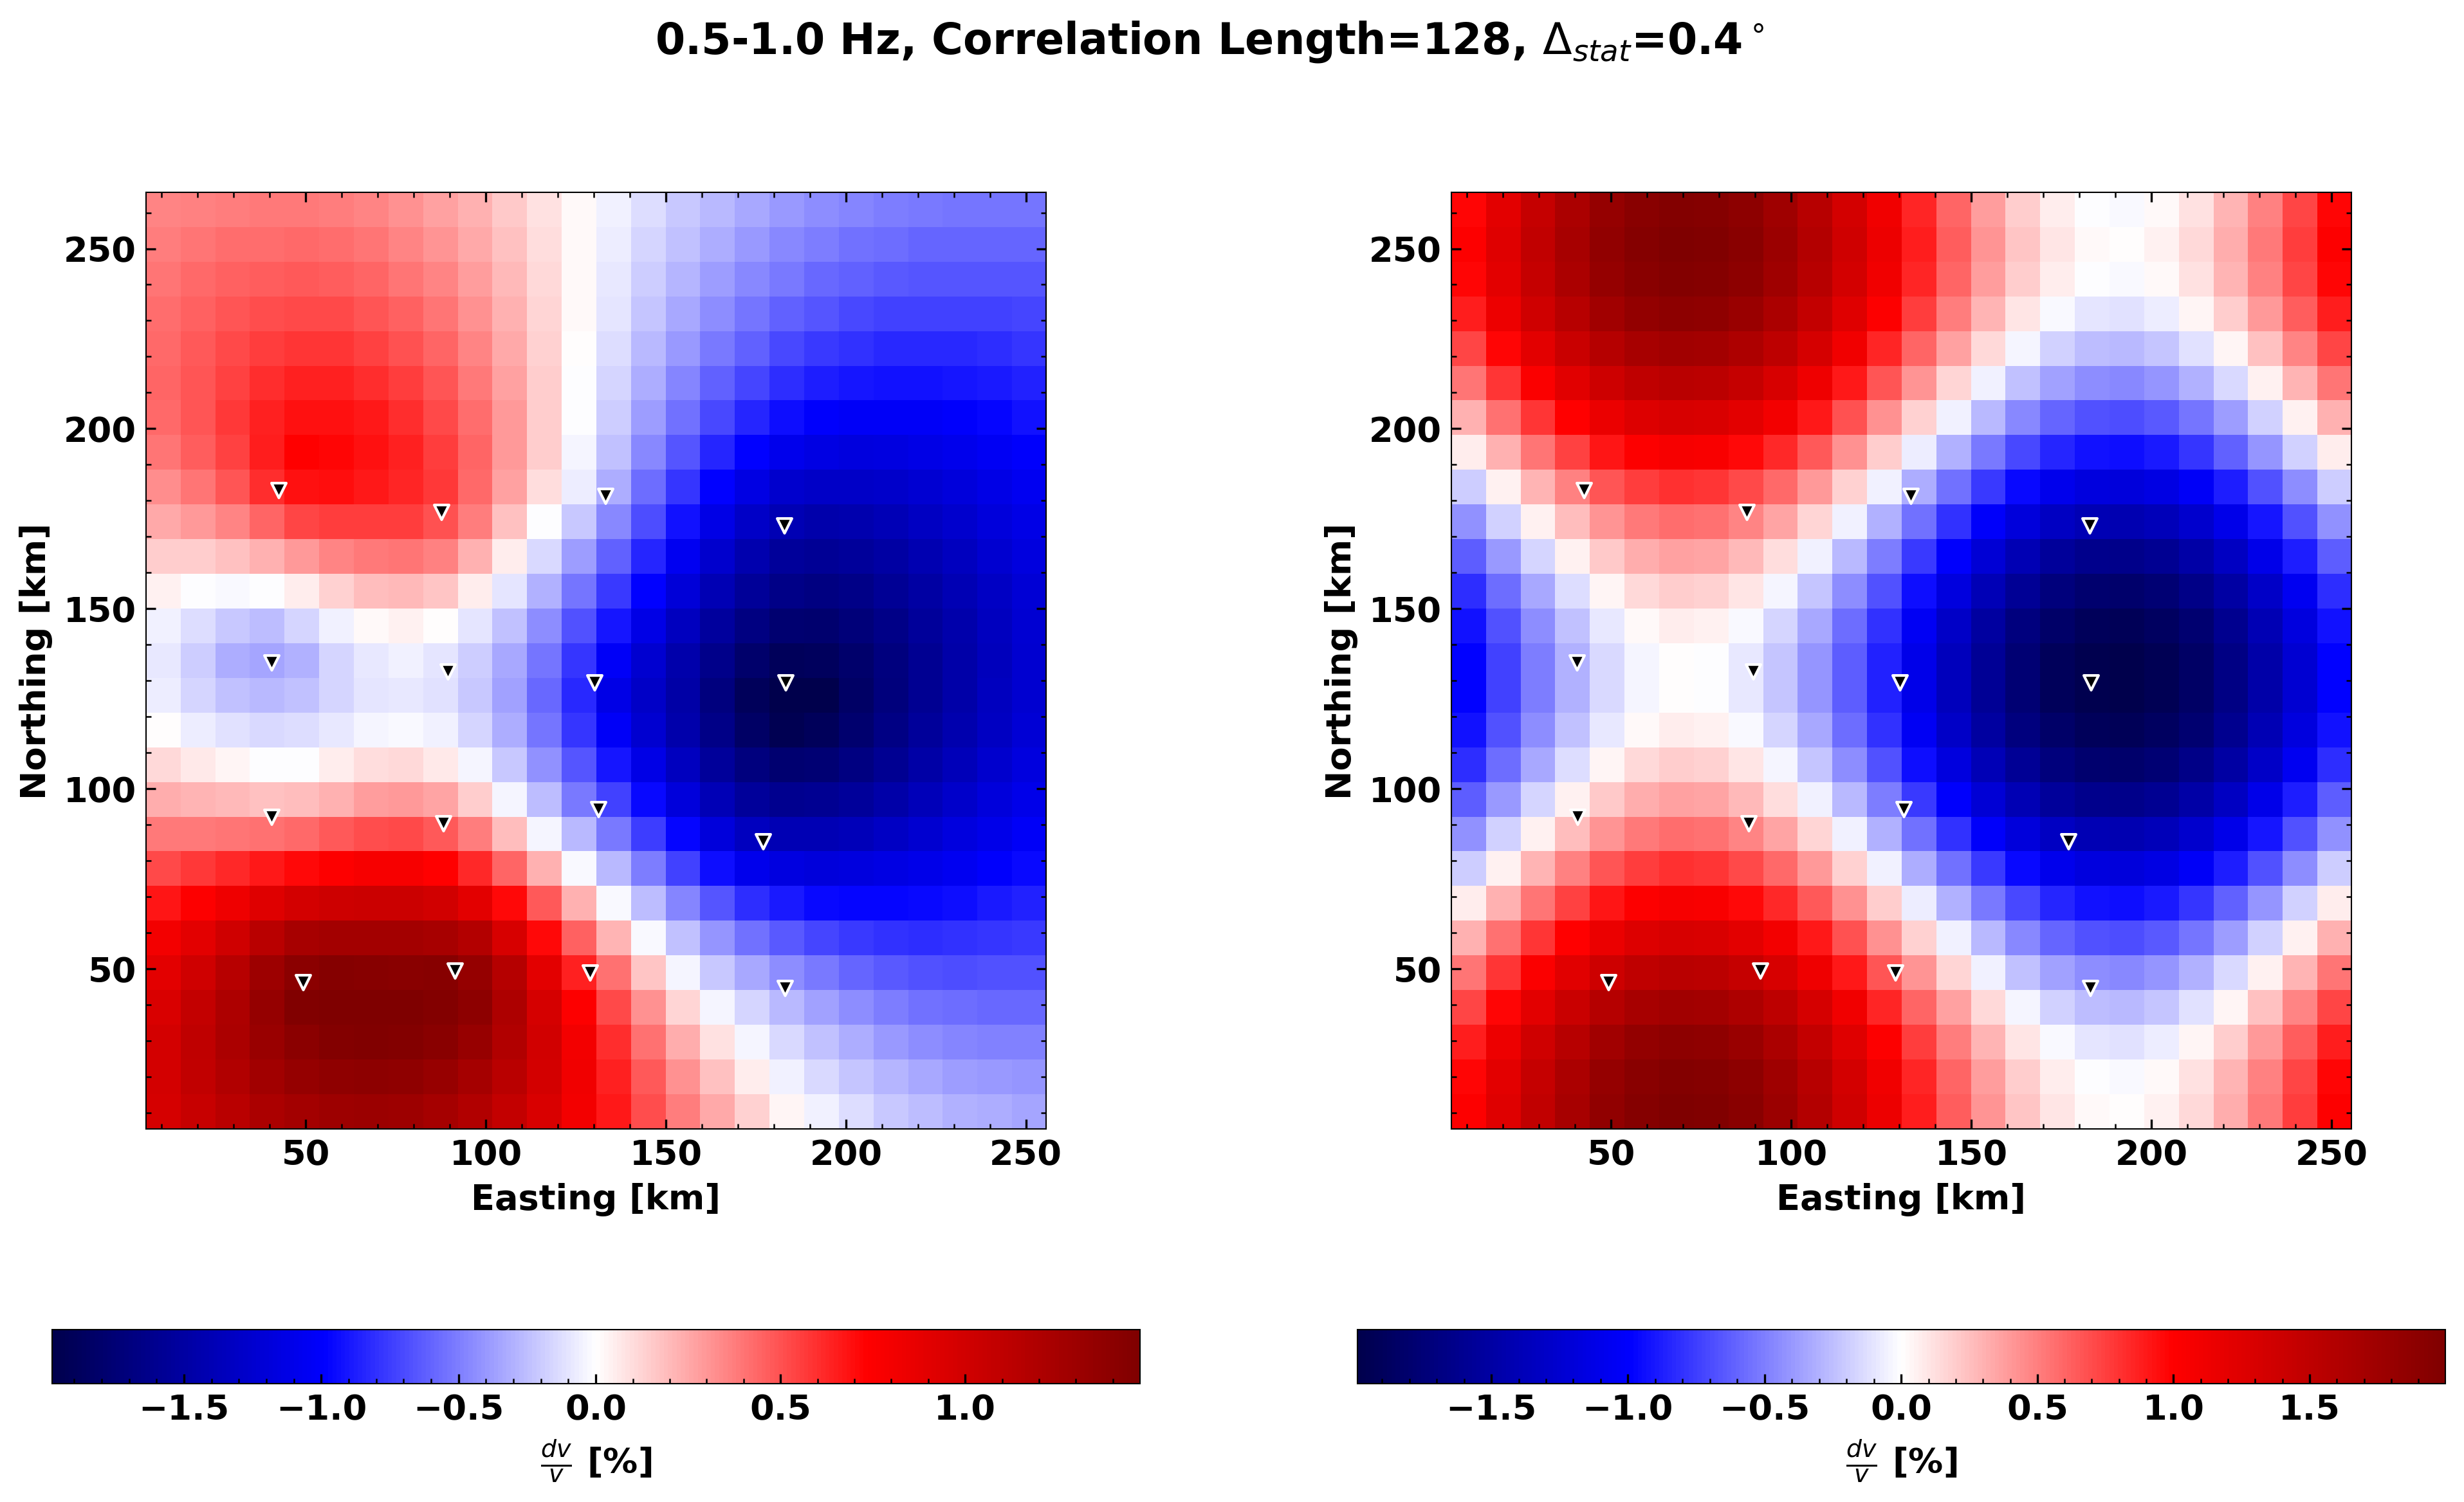 0.5-1.0 Hz, Correlation Length=128, Δstat=0.4°
250
200
150
100
50
Northing [km]
50 100 150 200 250
Easting [km]
250
200
150
100
50
Northing [km]
50 100 150 200 250
Easting [km]
−1.5 −1.0 −0.5 0.0 0.5 1.0
dv/v [%]
−1.5 −1.0 −0.5 0.0 0.5 1.0 1.5
dv/v [%]